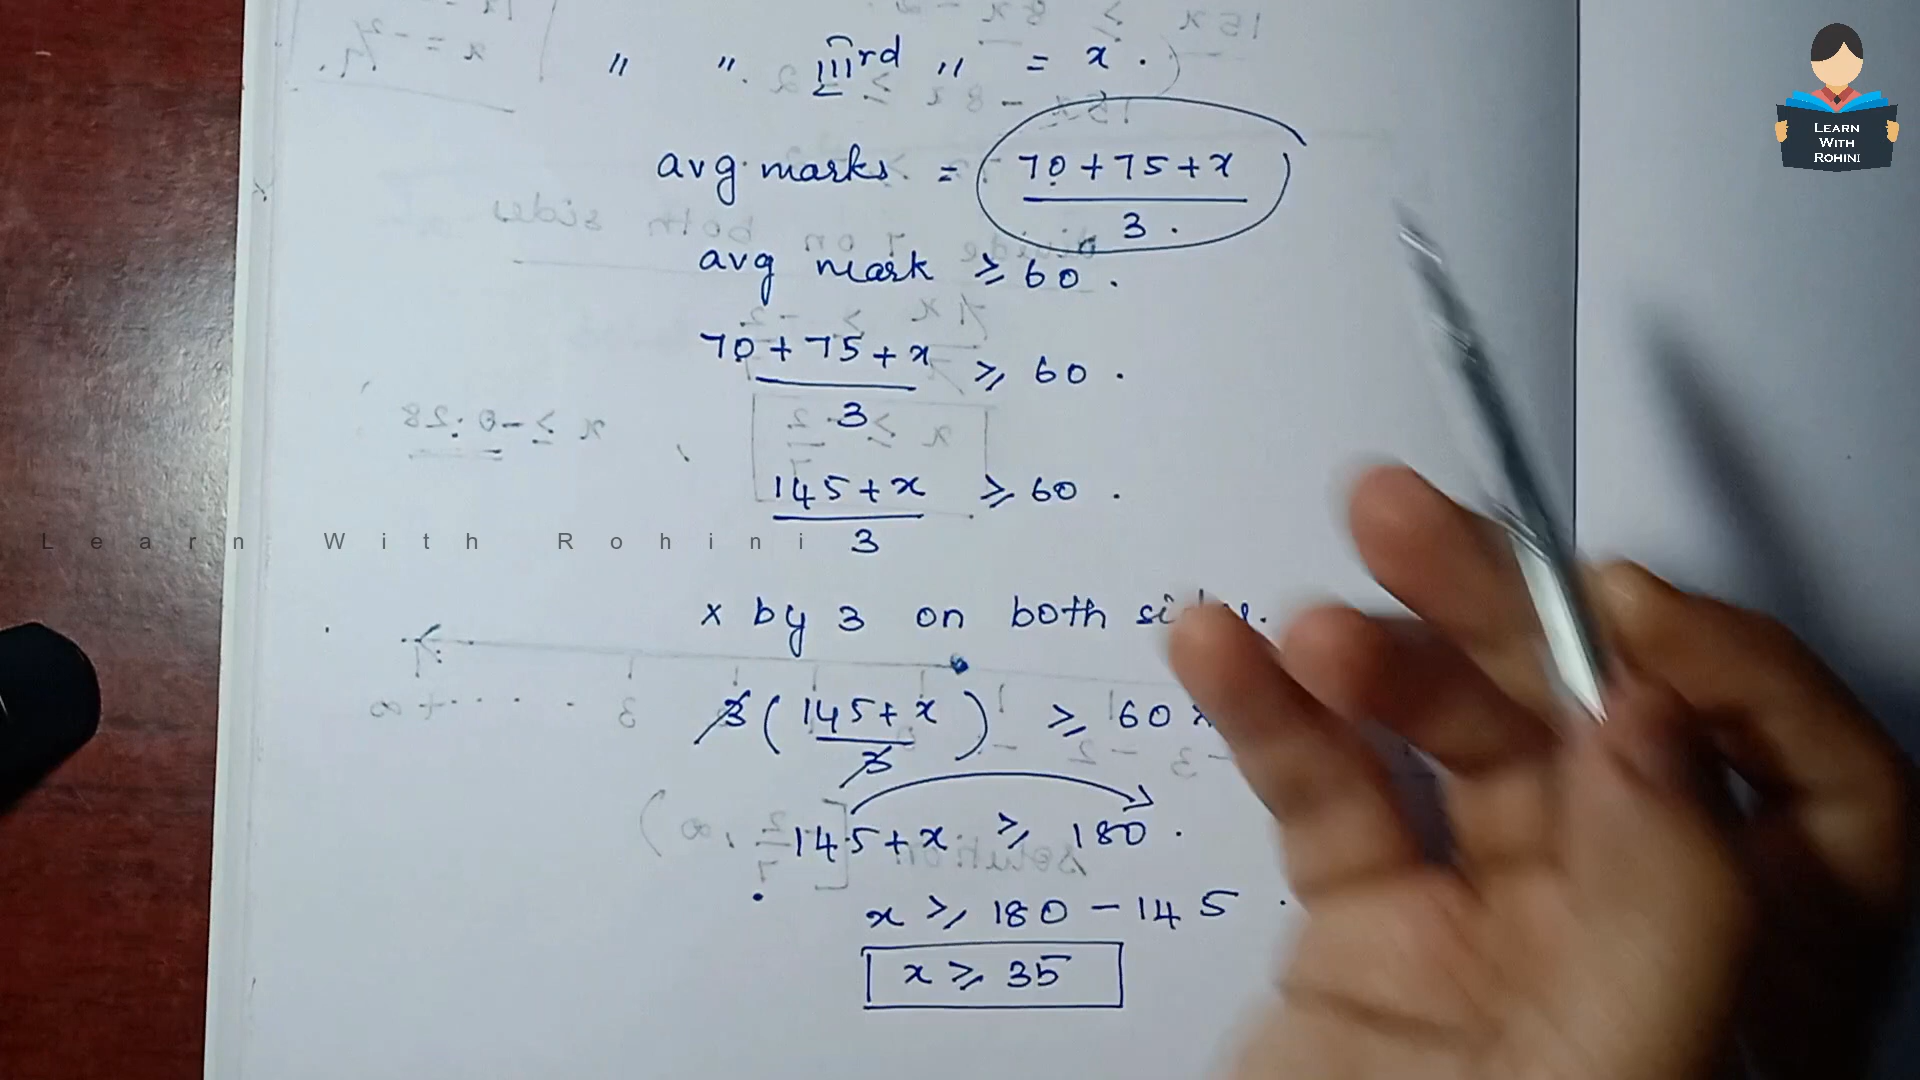 " " IIIrd " = x .
avg. marks = 70 + 75 + x
3 .
avg mark ≥ 60 .
70 + 75 + x ≥ 60 .
3
145 + x ≥ 60 .
3
x by 3 on both sides.
3 ( 145 + x ) ≥ 60 ×
3
145 + x ≥ 180 .
x ≥ 180 - 145
x ≥ 35
Learn With Rohini
LEARN
WITH
ROHINI